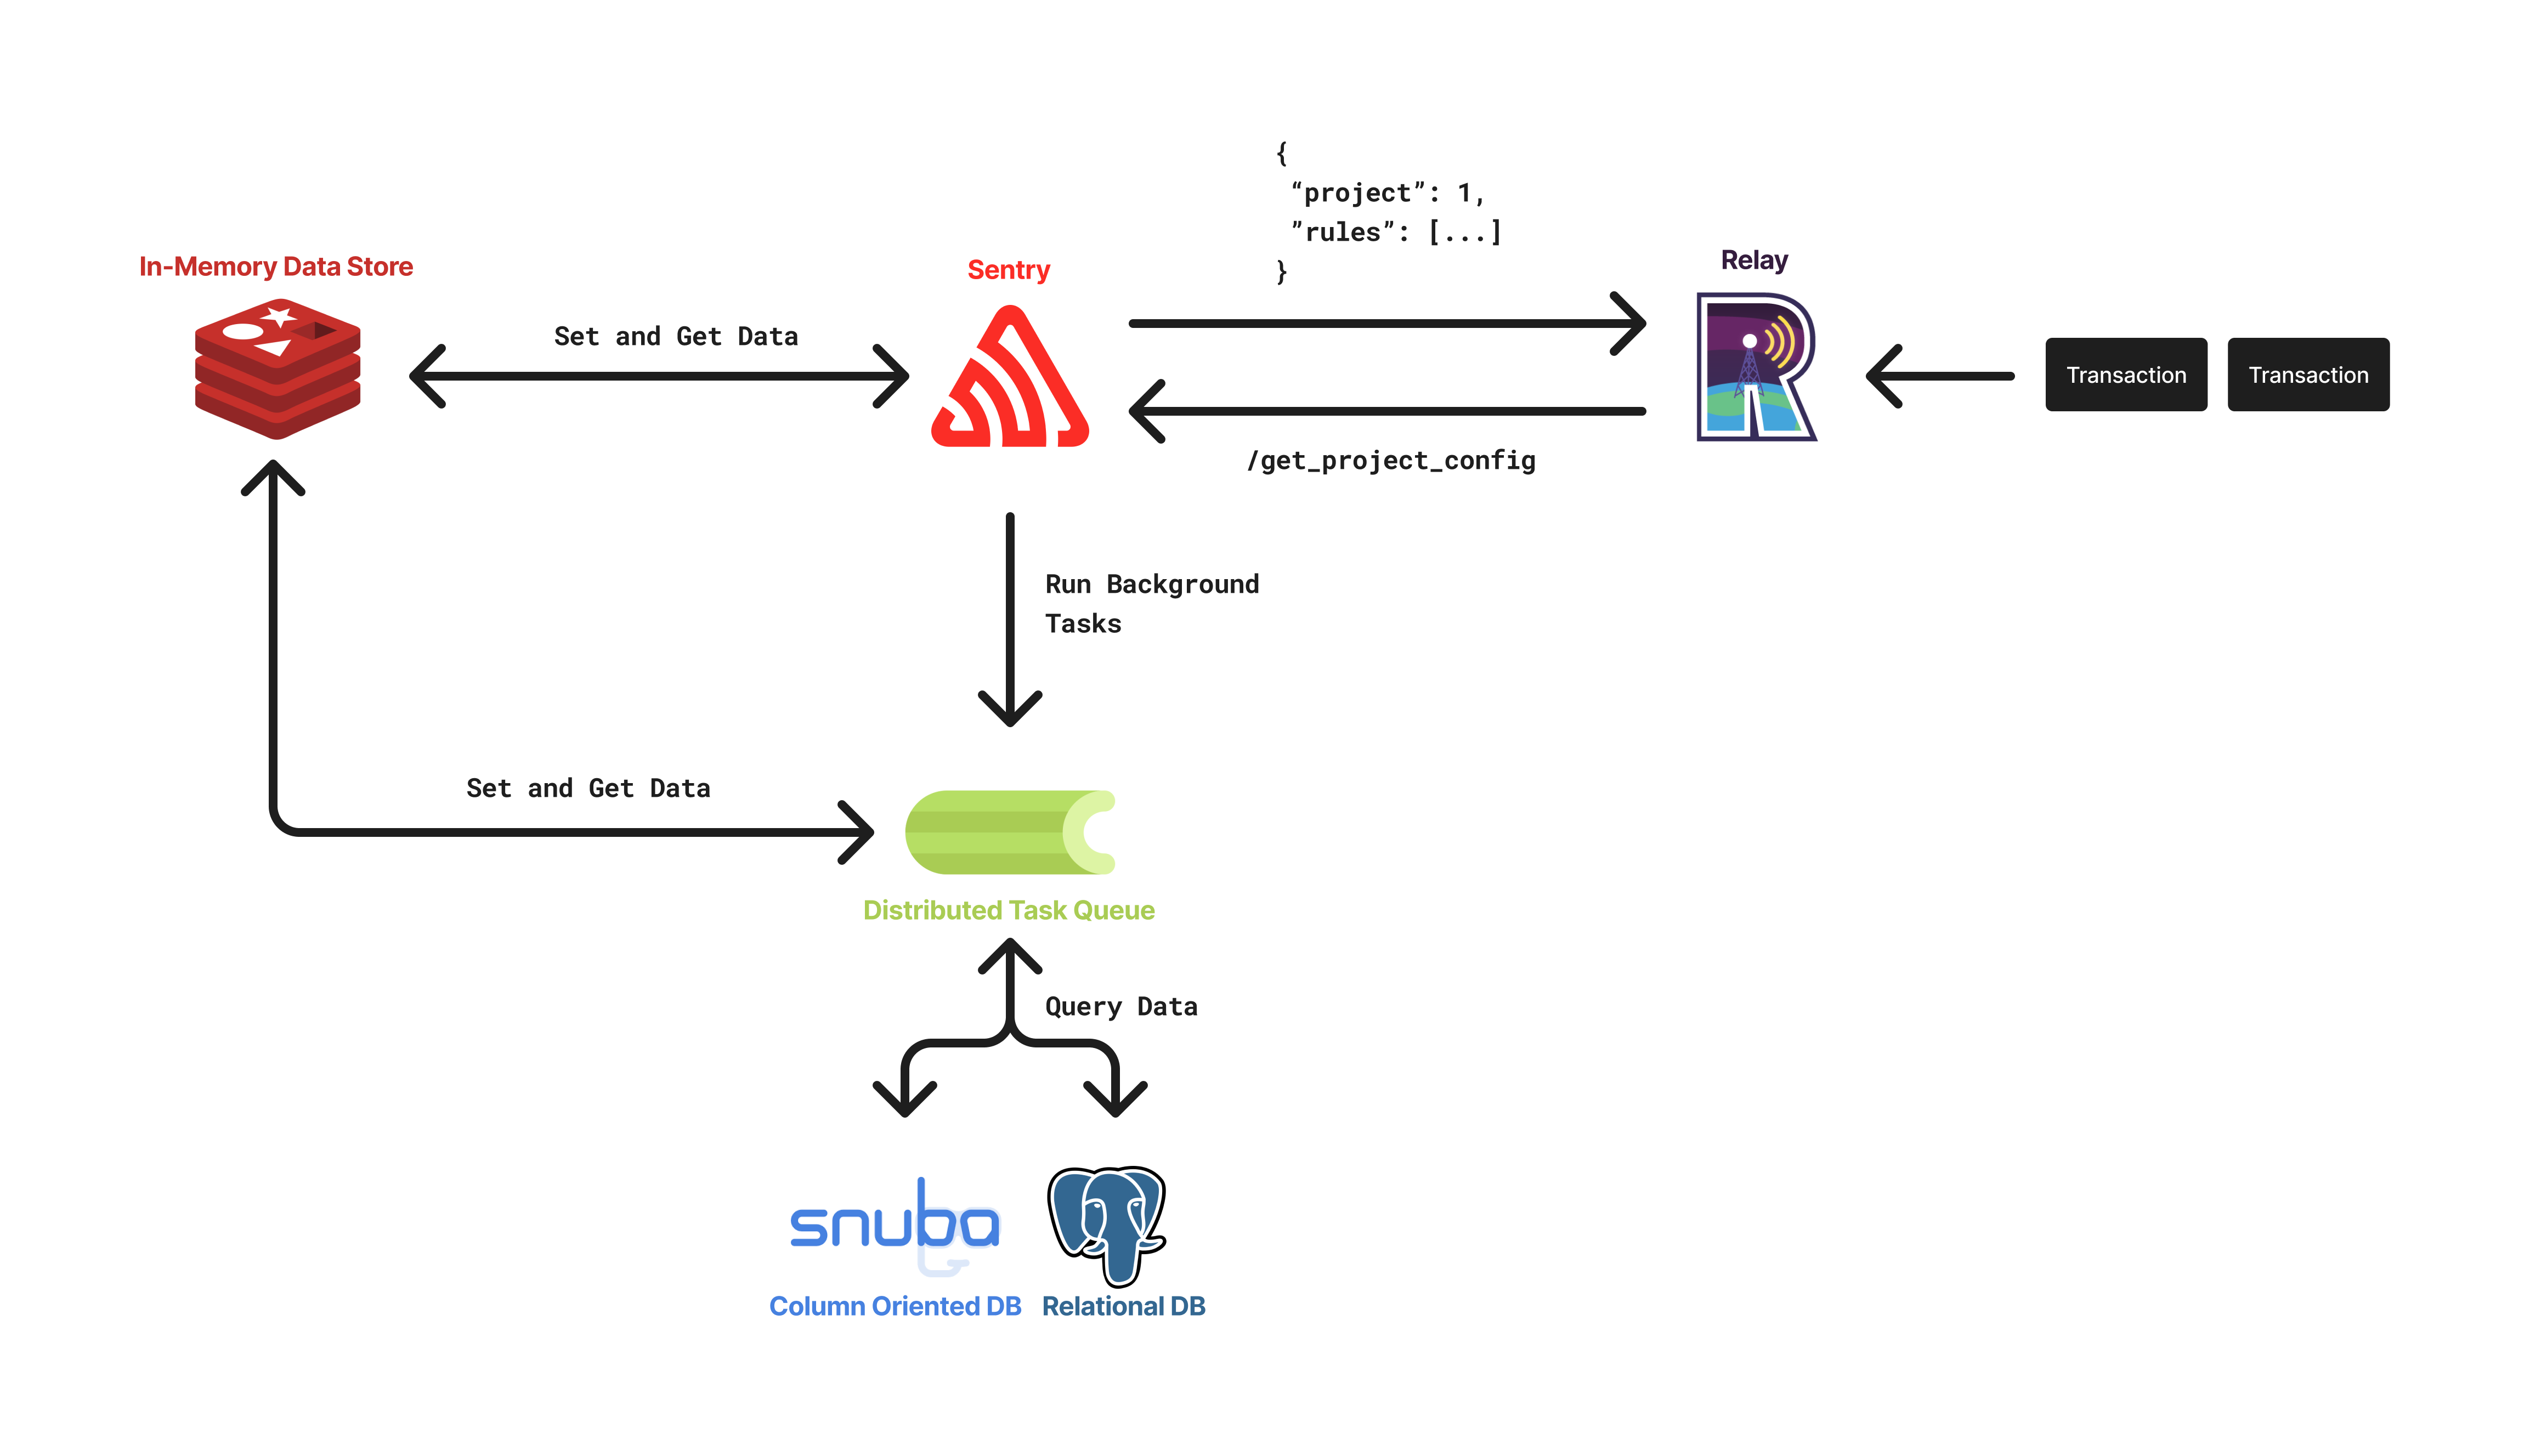 {
“project”: 1,
”rules”: [...]
}
In-Memory Data Store
Sentry
Relay
Set and Get Data
Transaction
Transaction
/get_project_config
Run Background
Tasks
Set and Get Data
Distributed Task Queue
Query Data
snuba
Column Oriented DB
Relational DB